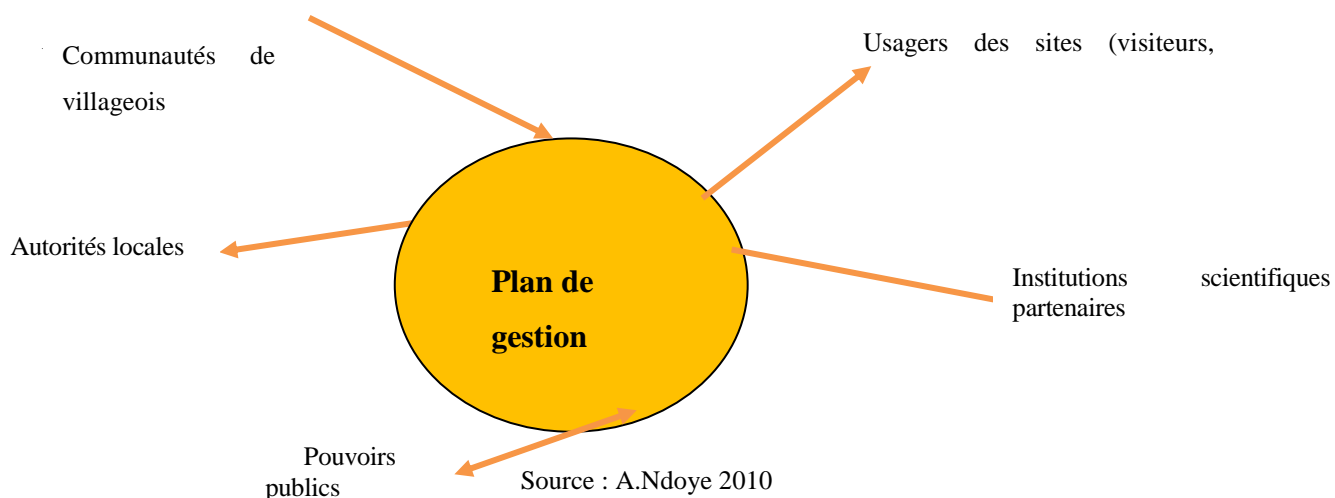 Communautés de
villageois
Usagers des sites (visiteurs,
Autorités locales
Plan de
gestion
Institutions scientifiques
partenaires
Pouvoirs
publics
Source : A.Ndoye 2010